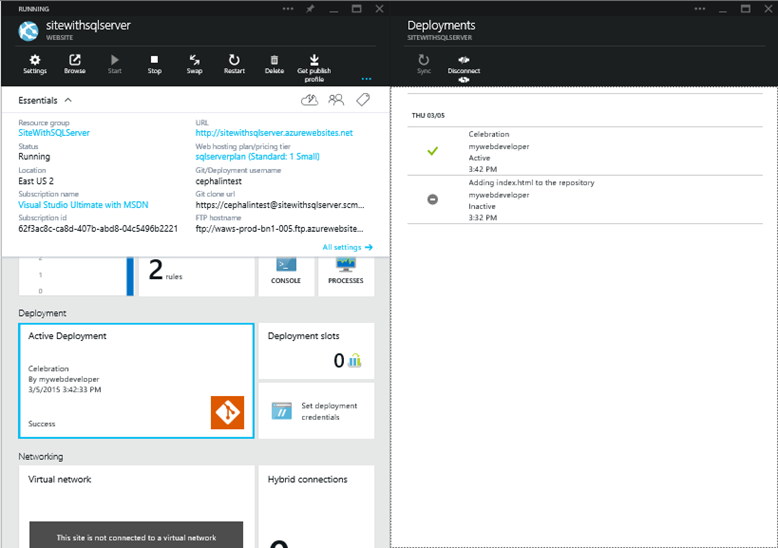 RUNNING
sitewithsqlserver
WEBSITE
Settings
Browse
Start
Stop
Swap
Restart
Delete
Get publish
profile
Essentials
Resource group
SiteWithSQLServer
Status
Running
Location
East US 2
Subscription name
Visual Studio Ultimate with MSDN
Subscription id
62f3ac8c-ca8d-407b-abd8-04c5496b2221
URL
http://sitewithsqlserver.azurewebsites.net
Web hosting plan/pricing tier
sqlserverplan (Standard: 1 Small)
Git/Deployment username
cephalintest
Git clone url
https://cephalintest@sitewithsqlserver.scm...
FTP hostname
ftp://waws-prod-bn1-005.ftp.azurewebsite...
All settings
2
1
0
2 rules
CONSOLE
PROCESSES
Deployment
Active Deployment
Celebration
By mywebdeveloper
3/5/2015 3:42:33 PM
Success
Deployment slots
0
Set deployment
credentials
Networking
Virtual network
This site is not connected to a virtual network
Hybrid connections
Deployments
SITEWITHSQLSERVER
Sync
Disconnect
THU 03/05
Celebration
mywebdeveloper
Active
3:42 PM
Adding index.html to the repository
mywebdeveloper
Inactive
3:32 PM